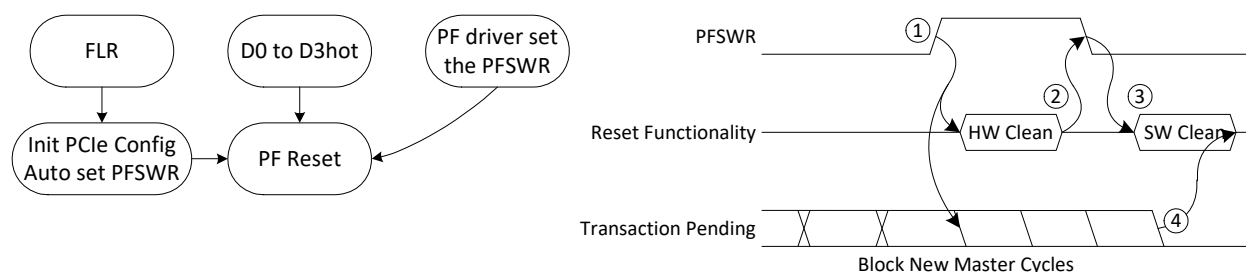 FLR
D0 to D3hot
PF driver set
the PFSWR
Init PCIe Config
Auto set PFSWR
PF Reset
PFSWR
①
②
③
Reset Functionality
HW Clean
SW Clean
Transaction Pending
④
Block New Master Cycles